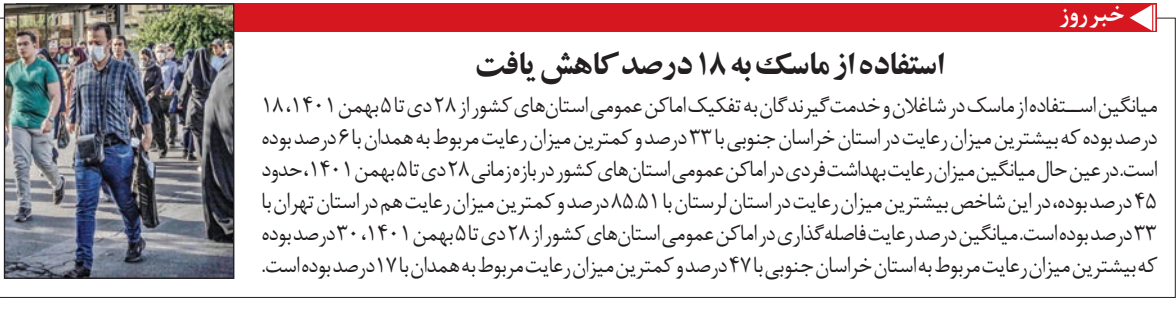 خبر روز
استفاده از ماسک به ۱۸ درصد کاهش یافت
میانگین استفاده از ماسک در شاغلان و خدمت گیرندگان به تفکیک اماکن عمومی استان‌های کشور از ۲۸ دی تا ۵ بهمن ۱۴۰۱، ۱۸
درصد بوده که بیشترین میزان رعایت در استان خراسان جنوبی با ۳۳ درصد و کمترین میزان رعایت مربوط به همدان با ۶ درصد بوده
است. در عین حال میانگین میزان رعایت بهداشت فردی در اماکن عمومی استان‌های کشور در بازه زمانی ۲۸ دی تا ۵ بهمن ۱۴۰۱، حدود
۴۵ درصد بوده، در این شاخص بیشترین میزان رعایت در استان لرستان با ۸۵.۵۱ درصد و کمترین میزان رعایت هم در استان تهران با
۳۳ درصد بوده است. میانگین درصد رعایت فاصله گذاری در اماکن عمومی استان‌های کشور از ۲۸ دی تا ۵ بهمن ۱۴۰۱، ۳۰ درصد بوده
که بیشترین میزان رعایت مربوط به استان خراسان جنوبی با ۴۷ درصد و کمترین میزان رعایت مربوط به همدان با ۱۷ درصد بوده است.